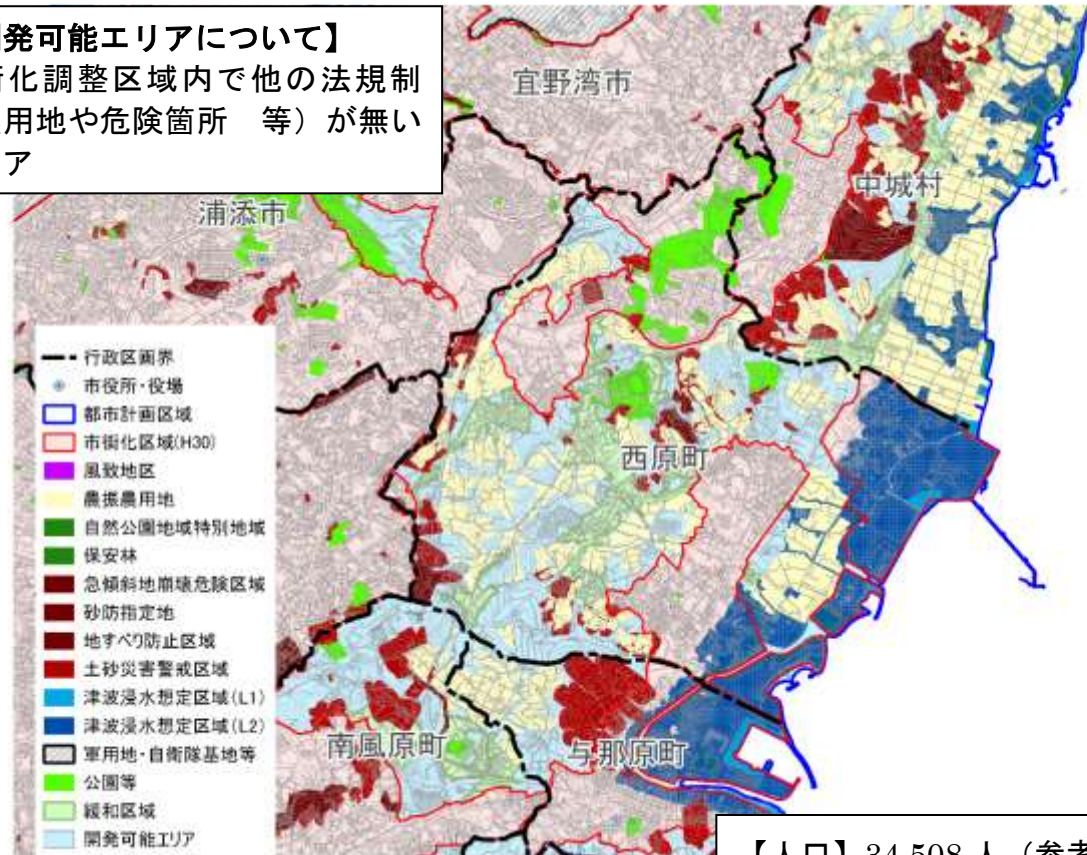 発可能エリアについて】
街化調整区域内で他の法規制
用地や危険箇所 等）が無い
ア
宜野湾市
中城村
浦添市
西原町
南風原町
与那原町
行政区画界
市役所・役場
都市計画区域
市街化区域(H30)
風致地区
農振農用地
自然公園地域特別地域
保安林
急傾斜地崩壊危険区域
砂防指定地
地すべり防止区域
土砂災害警戒区域
津波浸水想定区域(L1)
津波浸水想定区域(L2)
軍用地・自衛隊基地等
公園等
緩和区域
開発可能エリア
【人口】34,508 人（参考